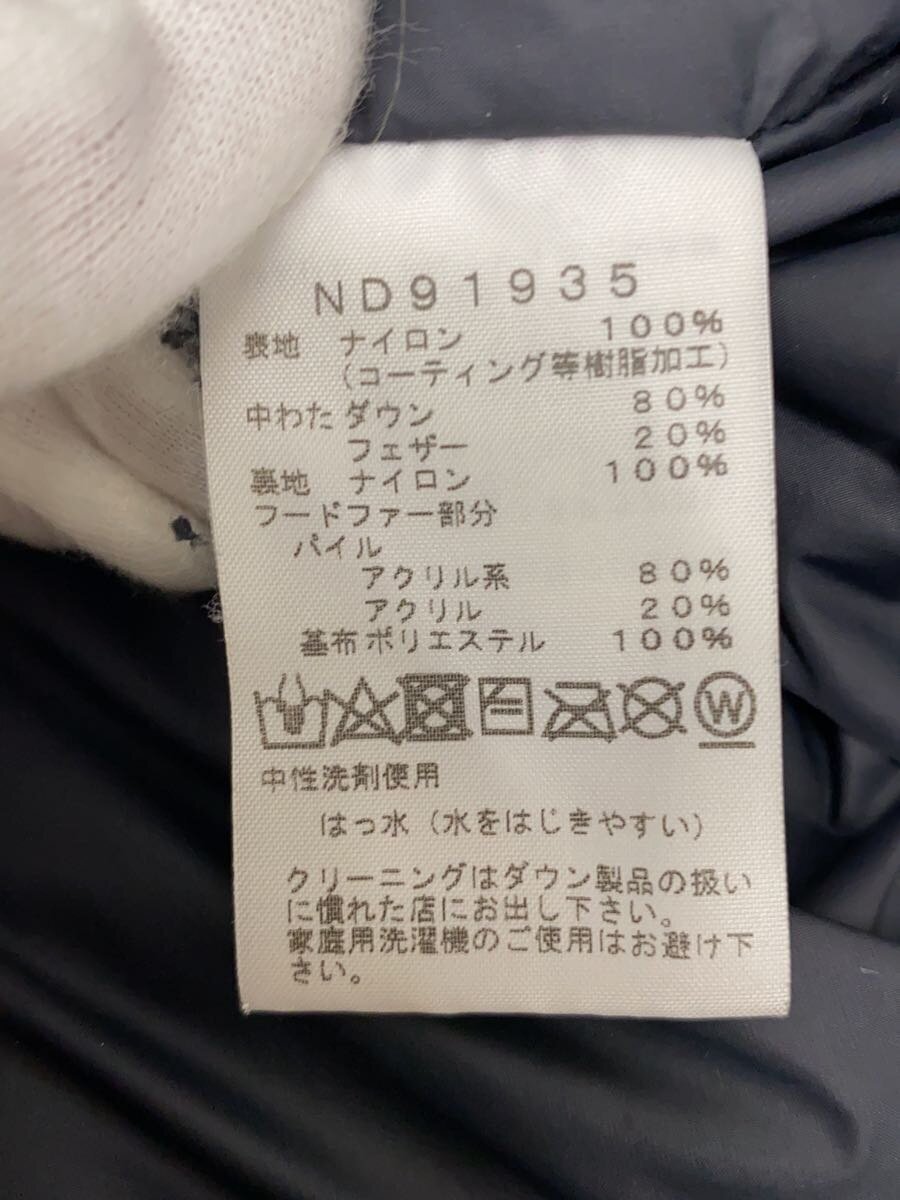 ND91935
表地 ナイロン 100%
(コーティング等樹脂加工)
中わた ダウン 80%
フェザー 20%
裏地 ナイロン 100%
フードファー部分
パイル
アクリル系 80%
アクリル 20%
基布 ポリエステル 100%
W
中性洗剤使用
はっ水（水をはじきやすい）
クリーニングはダウン製品の扱い
に慣れた店にお出し下さい。
家庭用洗濯機のご使用はお避け下
さい。